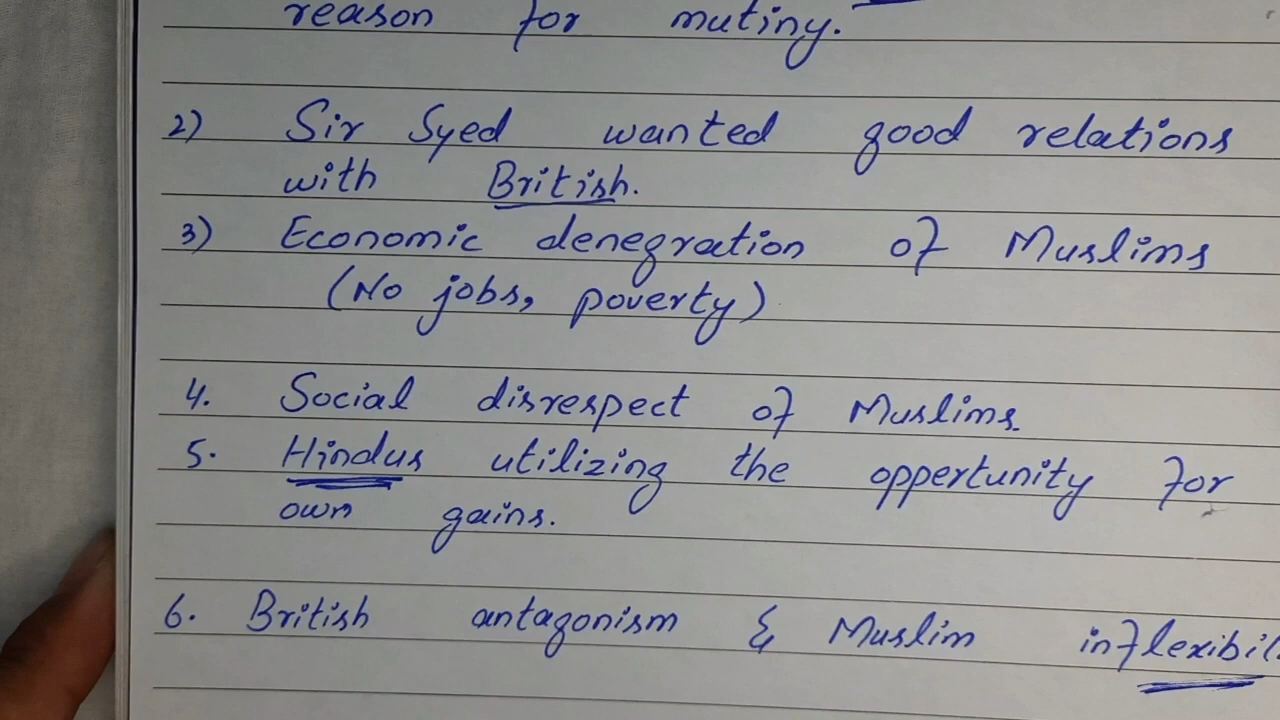 reason for mutiny.
2) Sir Syed wanted good relations
with British.
3) Economic denegration of Muslims
(No jobs, poverty)
4. Social disrespect of Muslims.
5. Hindus utilizing the oppertunity for
own gains.
6. British antagonism & Muslim inflexibil